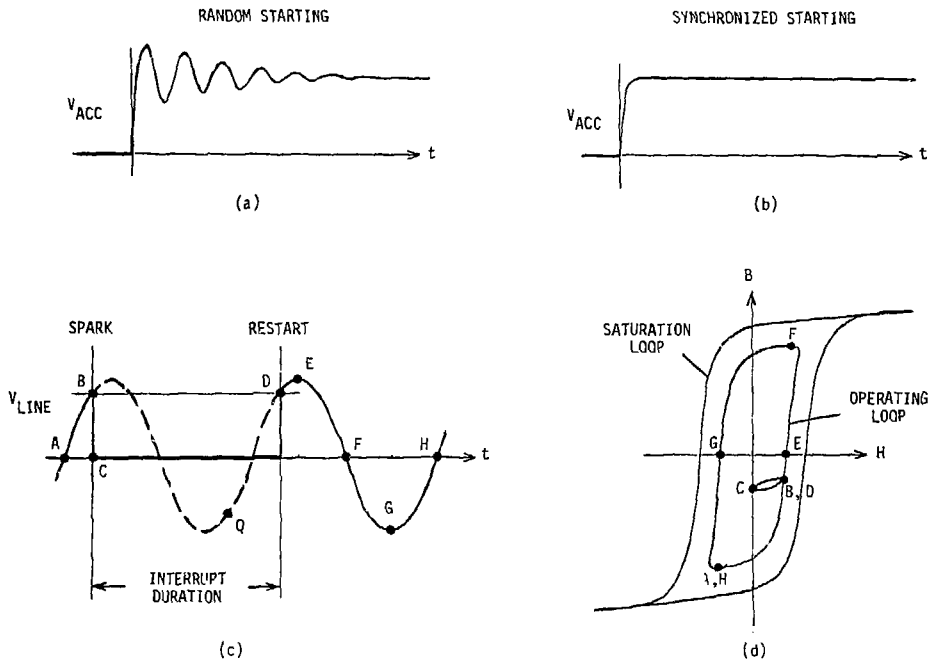 RANDOM STARTING
V ACC
t
(a)
SYNCHRONIZED STARTING
V ACC
t
(b)
SPARK
RESTART
V LINE
A
B
C
D
E
F
G
H
Q
t
INTERRUPT
DURATION
(c)
B
SATURATION
LOOP
F
OPERATING
LOOP
G
E
H
C
B, D
A,H
(d)